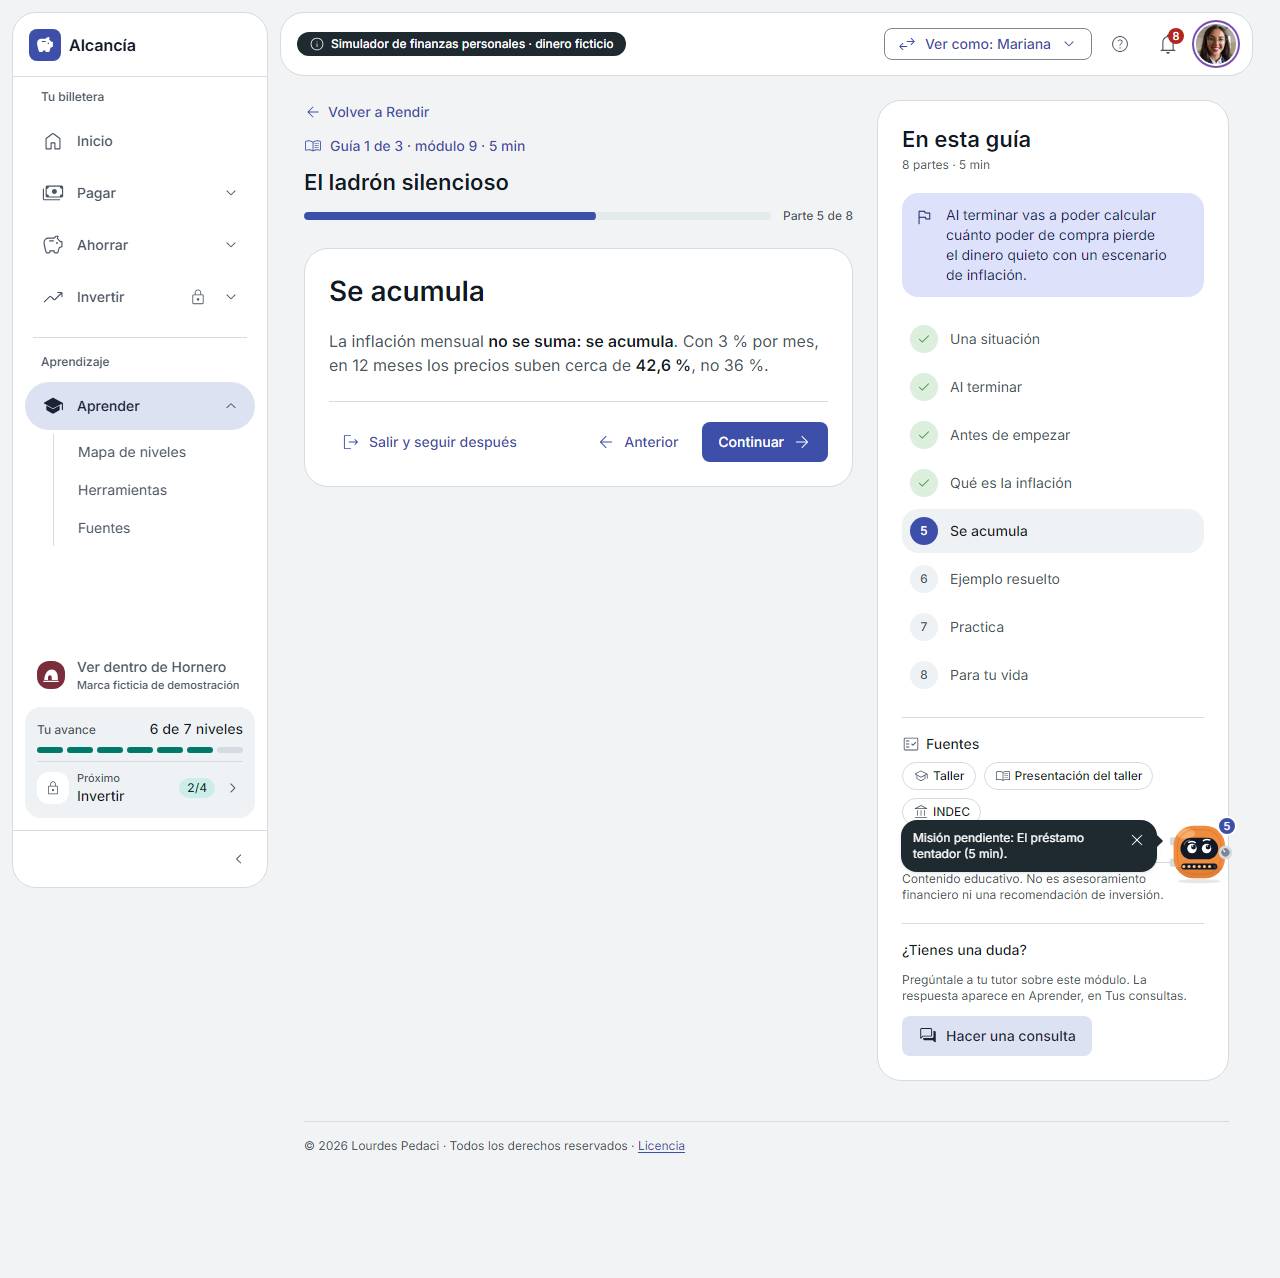 Alcancía
Tu billetera
Inicio
Pagar
Ahorrar
Invertir
Aprendizaje
Aprender
Mapa de niveles
Herramientas
Fuentes
Ver dentro de Hornero
Marca ficticia de demostración
Tu avance 6 de 7 niveles
Próximo
Invertir
2/4
Simulador de finanzas personales · dinero ficticio
Ver como: Mariana
8
Volver a Rendir
Guía 1 de 3 · módulo 9 · 5 min
El ladrón silencioso
Parte 5 de 8
Se acumula
La inflación mensual no se suma: se acumula. Con 3 % por mes,
en 12 meses los precios suben cerca de 42,6 %, no 36 %.
Salir y seguir después
Anterior
Continuar
En esta guía
8 partes · 5 min
Al terminar vas a poder calcular
cuánto poder de compra pierde
el dinero quieto con un escenario
de inflación.
Una situación
Al terminar
Antes de empezar
Qué es la inflación
5 Se acumula
6 Ejemplo resuelto
7 Practica
8 Para tu vida
Fuentes
Taller
Presentación del taller
INDEC
Misión pendiente: El préstamo
tentador (5 min).
5
Contenido educativo. No es asesoramiento
financiero ni una recomendación de inversión.
¿Tienes una duda?
Pregúntale a tu tutor sobre este módulo. La
respuesta aparece en Aprender, en Tus consultas.
Hacer una consulta
© 2026 Lourdes Pedaci · Todos los derechos reservados · Licencia